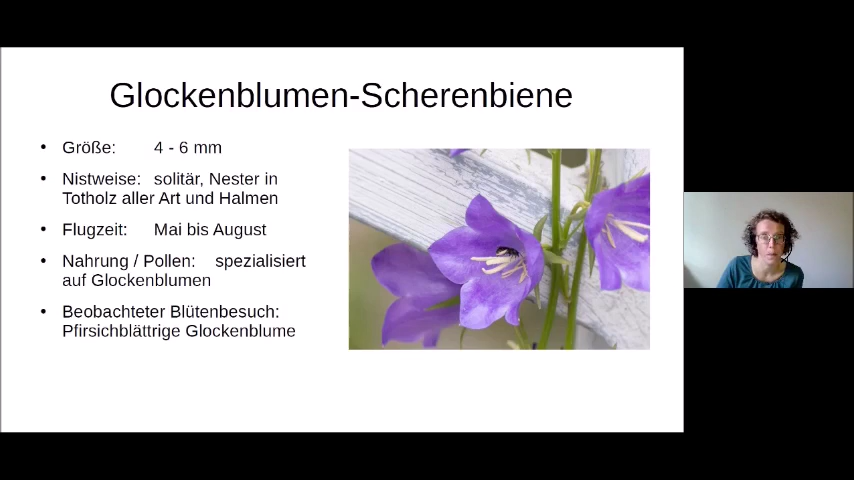 Glockenblumen-Scherenbiene
• Größe: 4 - 6 mm
• Nistweise: solitär, Nester in
Totholz aller Art und Halmen
• Flugzeit: Mai bis August
• Nahrung / Pollen: spezialisiert
auf Glockenblumen
• Beobachteter Blütenbesuch:
Pfirsichblättrige Glockenblume